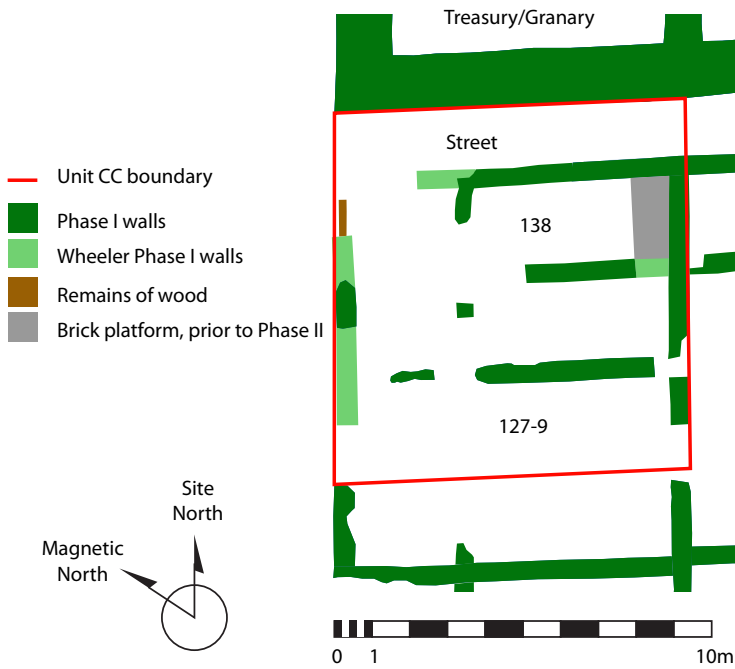 Treasury/Granary
Street
Unit CC boundary
Phase I walls
Wheeler Phase I walls
Remains of wood
Brick platform, prior to Phase II
138
127-9
Site
North
Magnetic
North
0 1 10m